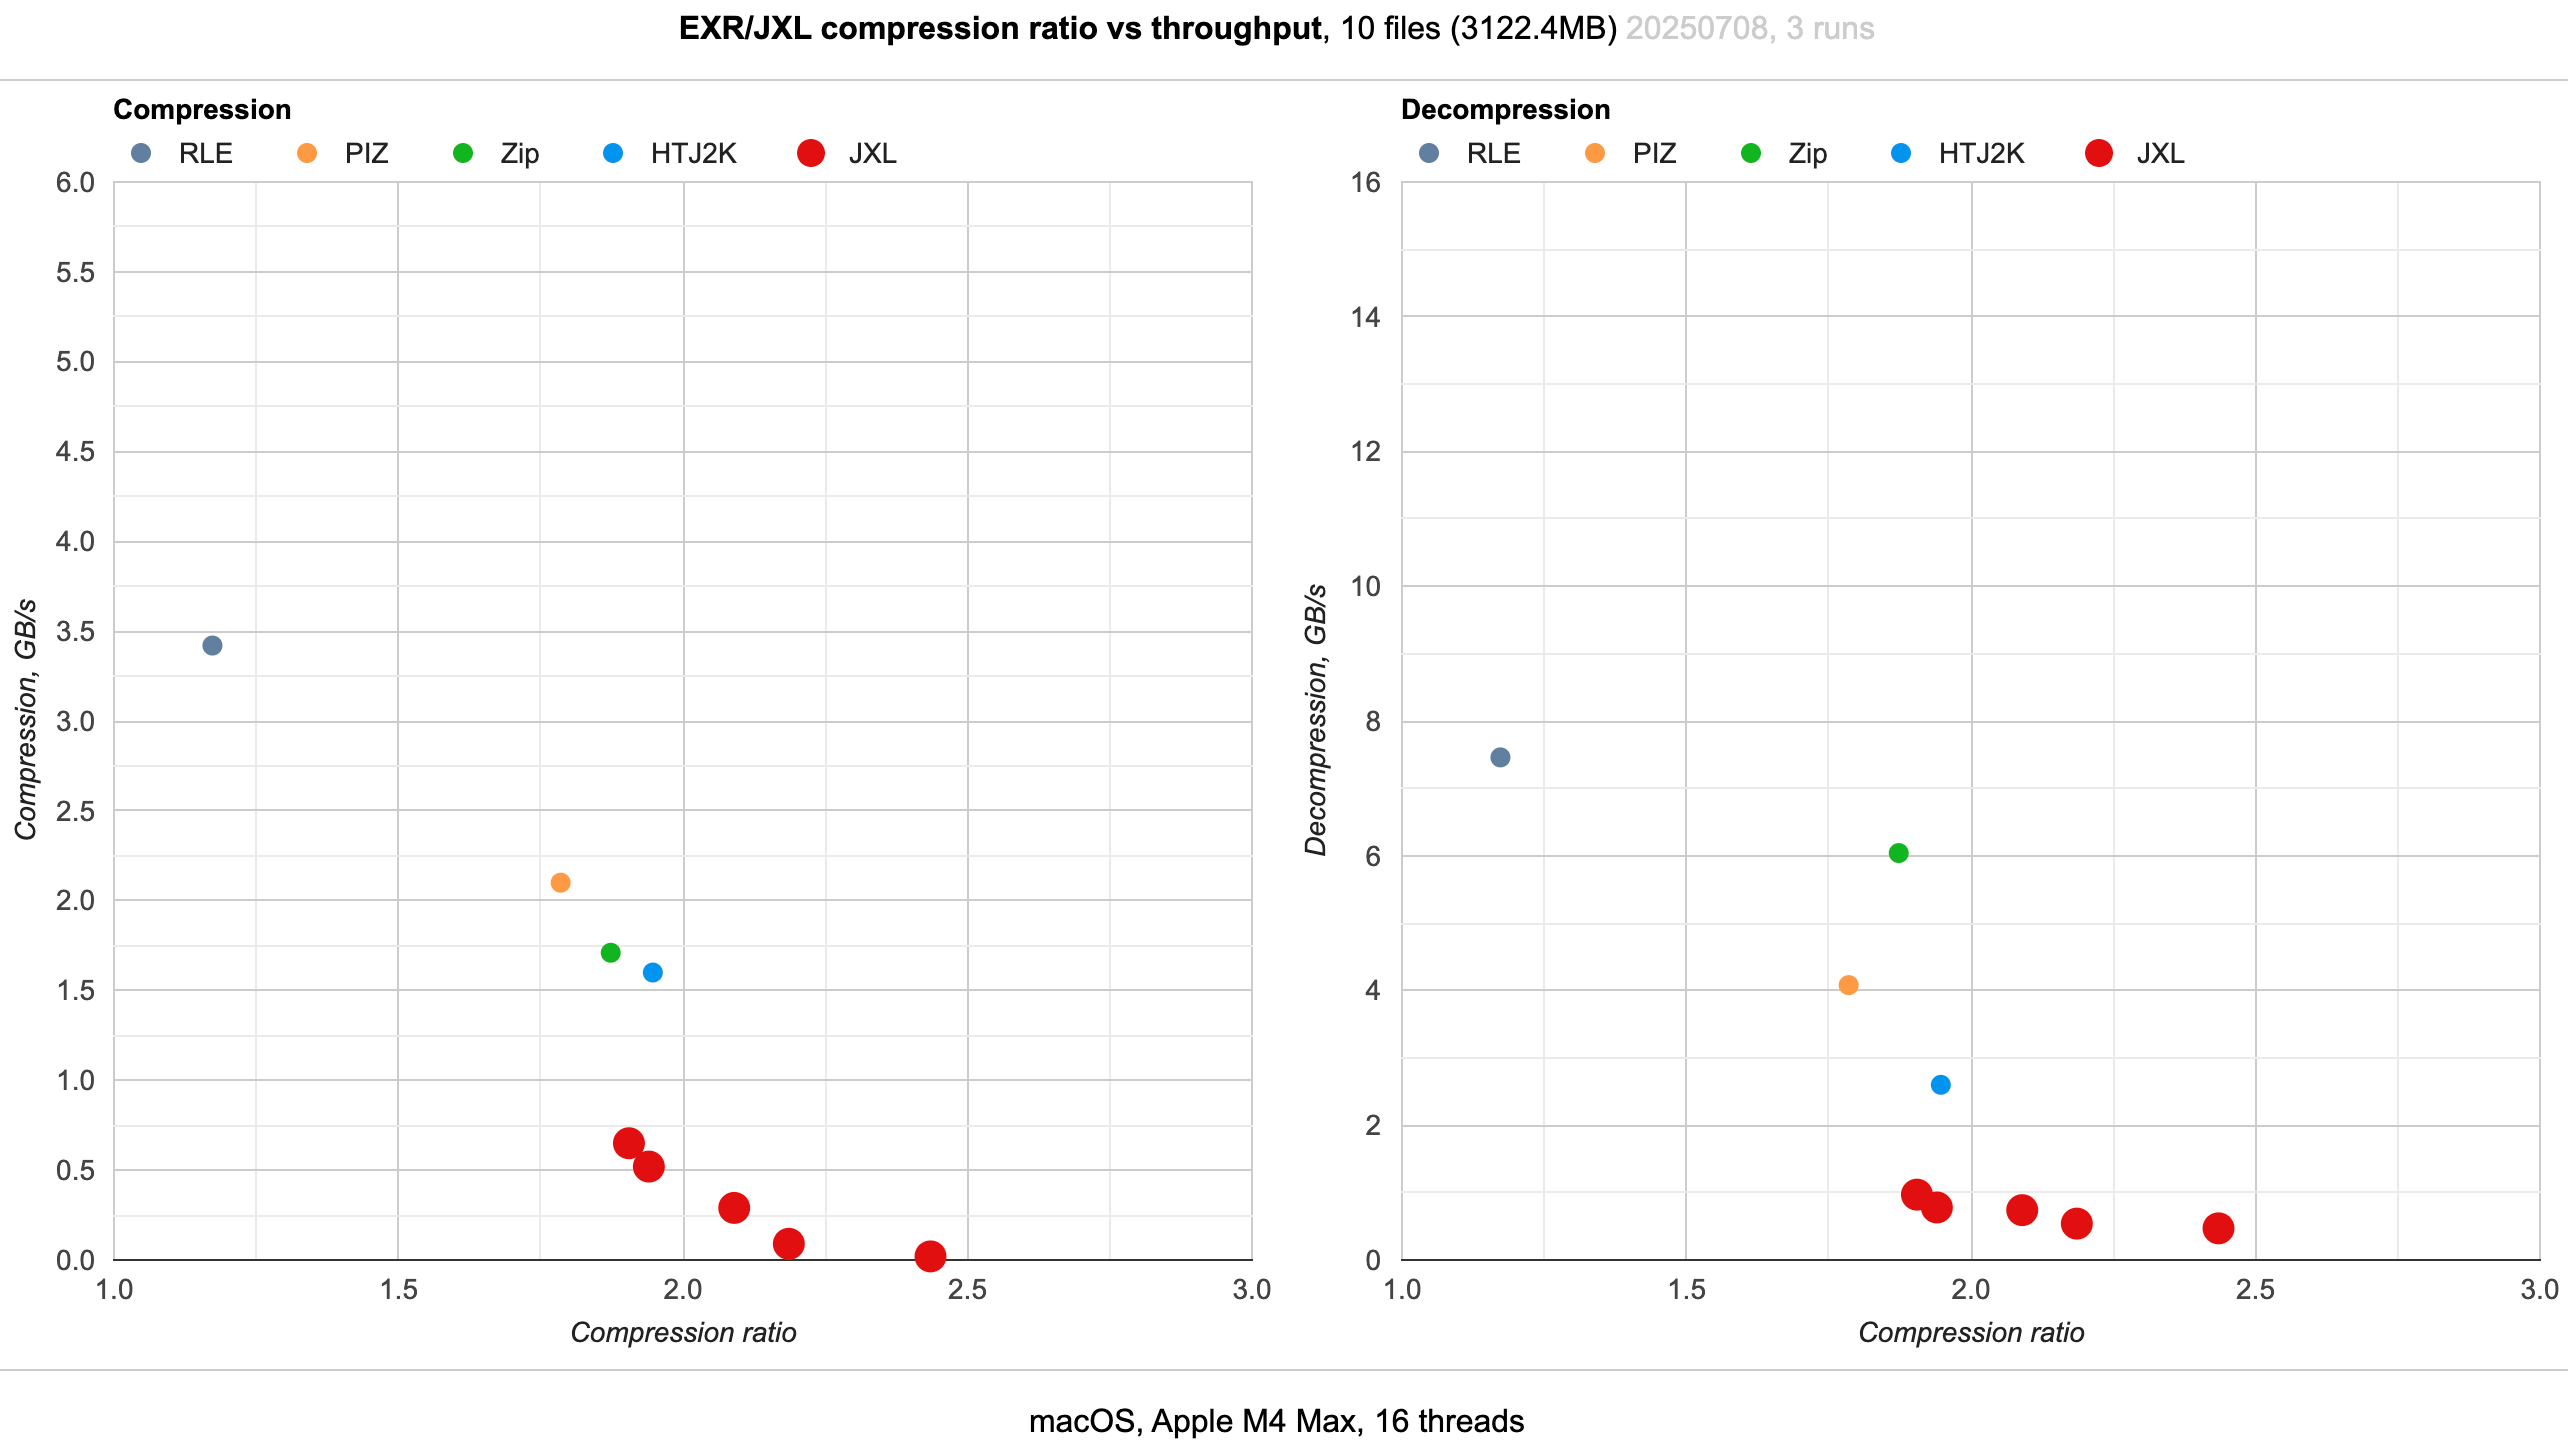 EXR/JXL compression ratio vs throughput, 10 files (3122.4MB) 20250708, 3 runs
Compression
RLE PIZ Zip HTJ2K JXL
6.0
5.5
5.0
4.5
4.0
3.5
3.0
2.5
2.0
1.5
1.0
0.5
0.0
Compression, GB/s
1.0 1.5 2.0 2.5 3.0
Compression ratio
Decompression
RLE PIZ Zip HTJ2K JXL
16
14
12
10
8
6
4
2
0
Decompression, GB/s
1.0 1.5 2.0 2.5 3.0
Compression ratio
macOS, Apple M4 Max, 16 threads